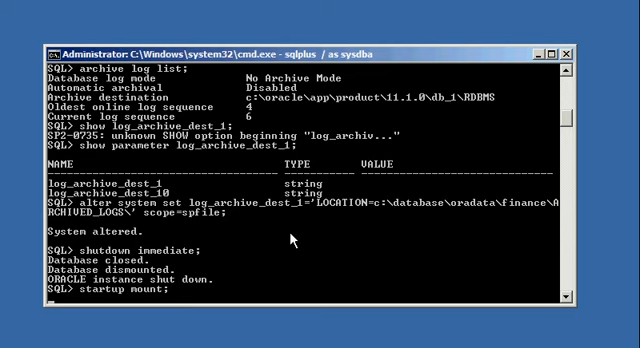 Administrator: C:\Windows\system32\cmd.exe - sqlplus / as sysdba
SQL> archive log list;
Database log mode No Archive Mode
Automatic archival Disabled
Archive destination c:\oracle\app\product\11.1.0\db_1\RDBMS
Oldest online log sequence 4
Current log sequence 6
SQL> show log_archive_dest_1;
SP2-0735: unknown SHOW option beginning "log_archiv..."
SQL> show parameter log_archive_dest_1;
NAME TYPE VALUE
log_archive_dest_1 string
log_archive_dest_10 string
SQL> alter system set log_archive_dest_1='LOCATION=c:\database\oradata\finance\A
RCHIVED_LOGS\' scope=spfile;
System altered.
SQL> shutdown immediate;
Database closed.
Database dismounted.
ORACLE instance shut down.
SQL> startup mount;